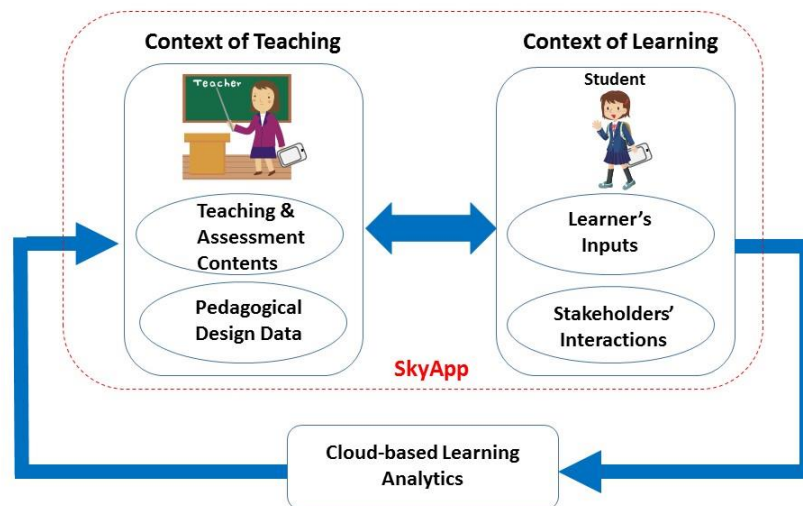 Context of Teaching
Teacher
Teaching &
Assessment
Contents
Pedagogical
Design Data
Context of Learning
Student
Learner’s
Inputs
Stakeholders’
Interactions
SkyApp
Cloud-based Learning
Analytics